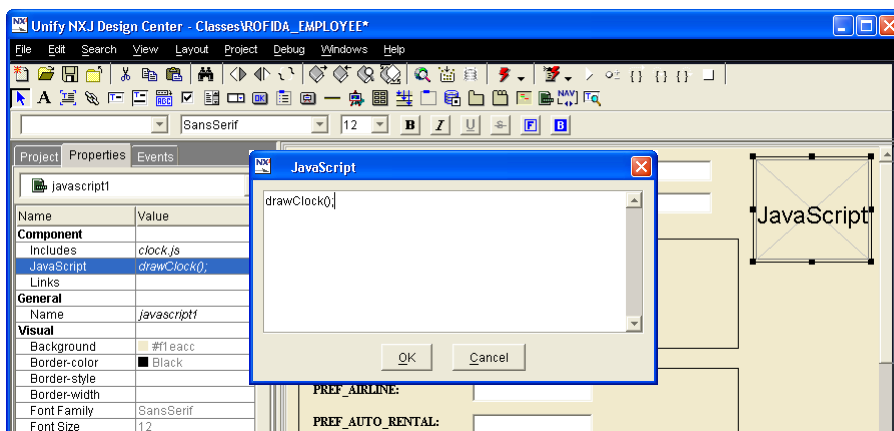 Unify NXJ Design Center - Classes\ROFIDA_EMPLOYEE*
File Edit Search View Layout Project Debug Windows Help
SansSerif 12 B I U S F B
Project Properties Events
javascript1
Name Value
Component
Includes clock.js
JavaScript drawClock();
Links
General
Name javascript1
Visual
Background #f1eacc
Border-color Black
Border-style
Border-width
Font Family SansSerif
Font Size 12
JavaScript
drawClock();
OK Cancel
JavaScript
PREF_AIRLINE:
PREF_AUTO_RENTAL: